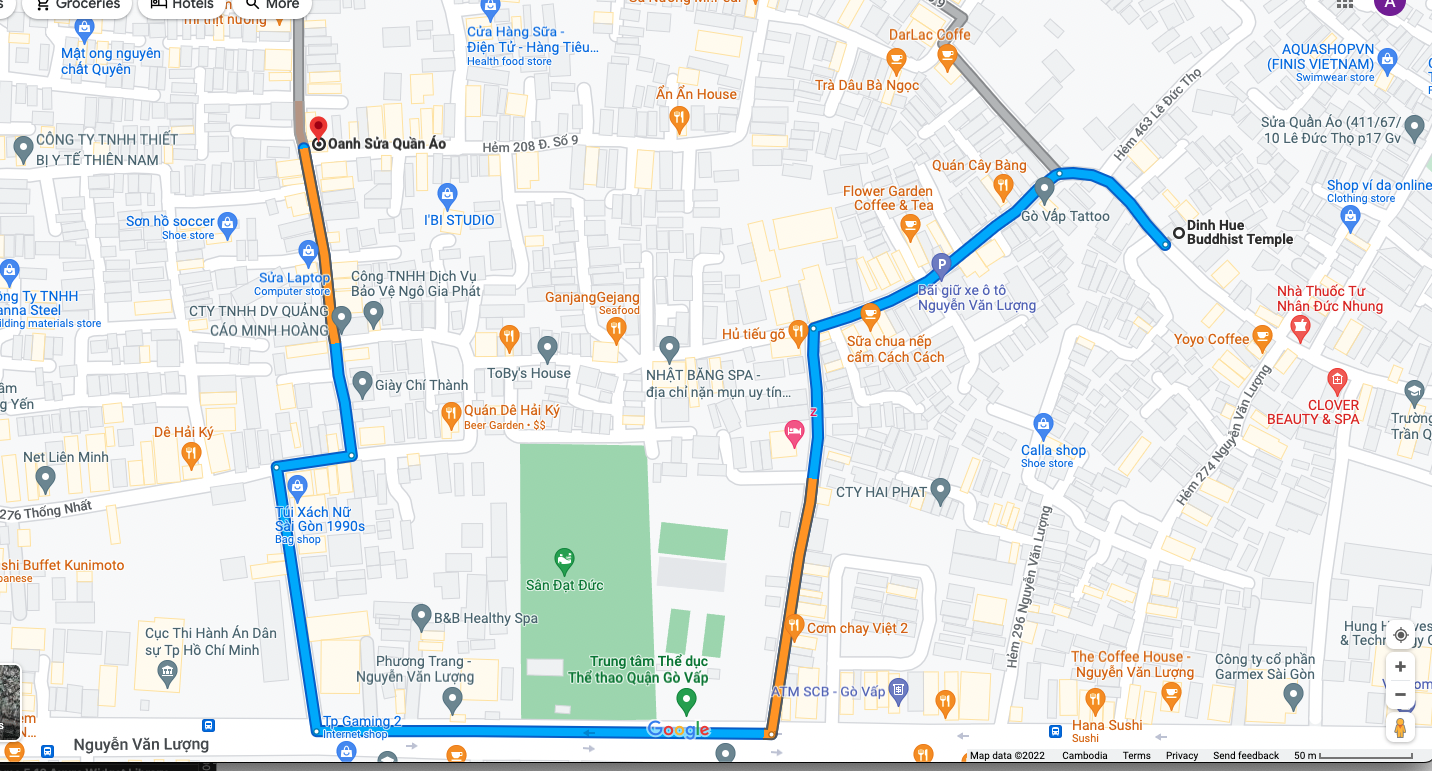 Groceries
Hotels
More
mì thịt nướng
Mật ong nguyên
chất Quyên
Cửa Hàng Sữa -
Điện Tử - Hàng Tiêu...
Health food store
DarLac Coffe
Trà Dâu Bà Ngọc
AQUASHOPVN
(FINIS VIETNAM)
Swimwear store
A
Ẩn Ẩn House
Hẻm 463 Lê Đức Thọ
CÔNG TY TNHH THIẾT
BỊ Y TẾ THIÊN NAM
Oanh Sửa Quần Áo
Hẻm 208 Đ. Số 9
Sửa Quần Áo (411/67/
10 Lê Đức Thọ p17 Gv
Quán Cây Bàng
Flower Garden
Coffee & Tea
Gò Vấp Tattoo
Shop ví da online
Clothing store
Sơn hồ soccer
Shoe store
I'BI STUDIO
Dinh Hue
Buddhist Temple
Sửa Laptop
Computer store
Công TNHH Dịch Vụ
Bảo Vệ Ngô Gia Phát
ông Ty TNHH
anna Steel
ilding materials store
CTY TNHH DV QUẢNG
CÁO MINH HOÀNG
GanjangGejang
Seafood
P
Bãi giữ xe ô tô
Nguyễn Văn Lượng
Nhà Thuốc Tư
Nhân Đức Nhung
Hủ tiếu gõ
Sữa chua nếp
cẩm Cách Cách
Yoyo Coffee
ToBy's House
NHẬT BĂNG SPA -
địa chỉ nặn mụn uy tín...
Giày Chí Thành
âm
g Yến
Quán Dê Hải Ký
Beer Garden • $$
z
CLOVER
BEAUTY & SPA
Trường
Trần Q
Dê Hải Ký
Net Liên Minh
Calla shop
Shoe store
Hẻm 274 Nguyễn Văn Lượng
CTY HAI PHAT
276 Thống Nhất
Túi Xách Nữ
Sài Gòn 1990s
Bag shop
shi Buffet Kunimoto
panese
Sân Đạt Đức
Hẻm 296 Nguyễn Văn Lượng
B&B Healthy Spa
Cơm chay Việt 2
Cục Thi Hành Án Dân
sự Tp Hồ Chí Minh
Phương Trang -
Nguyễn Văn Lượng
Trung tâm Thể dục
Thể thao Quận Gò Vấp
ATM SCB - Gò Vấp
The Coffee House -
Nguyễn Văn Lượng
Công ty cổ phần
Garmex Sài Gòn
Tp Gaming 2
Internet shop
Google
Hana Sushi
Sushi
Nguyễn Văn Lượng
Map data ©2022
Cambodia
Terms
Privacy
Send feedback
50 m